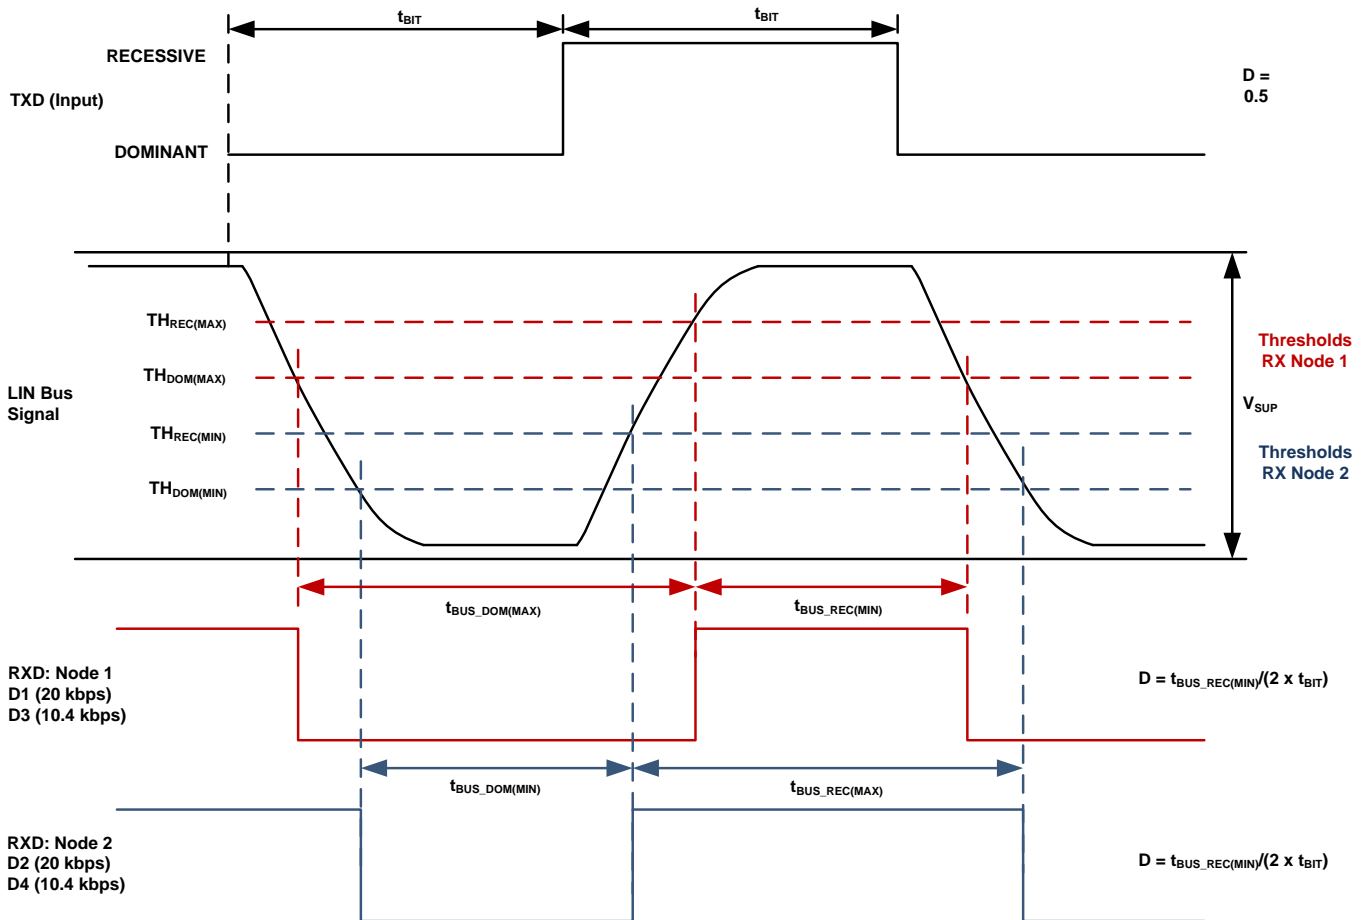 tBIT
tBIT
RECESSIVE
TXD (Input)
DOMINANT
D =
0.5
THREC(MAX)
THDOM(MAX)
LIN Bus
Signal
THREC(MIN)
THDOM(MIN)
Thresholds
RX Node 1
VSUP
Thresholds
RX Node 2
tBUS_DOM(MAX)
tBUS_REC(MIN)
RXD: Node 1
D1 (20 kbps)
D3 (10.4 kbps)
D = tBUS_REC(MIN)/(2 x tBIT)
tBUS_DOM(MIN)
tBUS_REC(MAX)
RXD: Node 2
D2 (20 kbps)
D4 (10.4 kbps)
D = tBUS_REC(MIN)/(2 x tBIT)